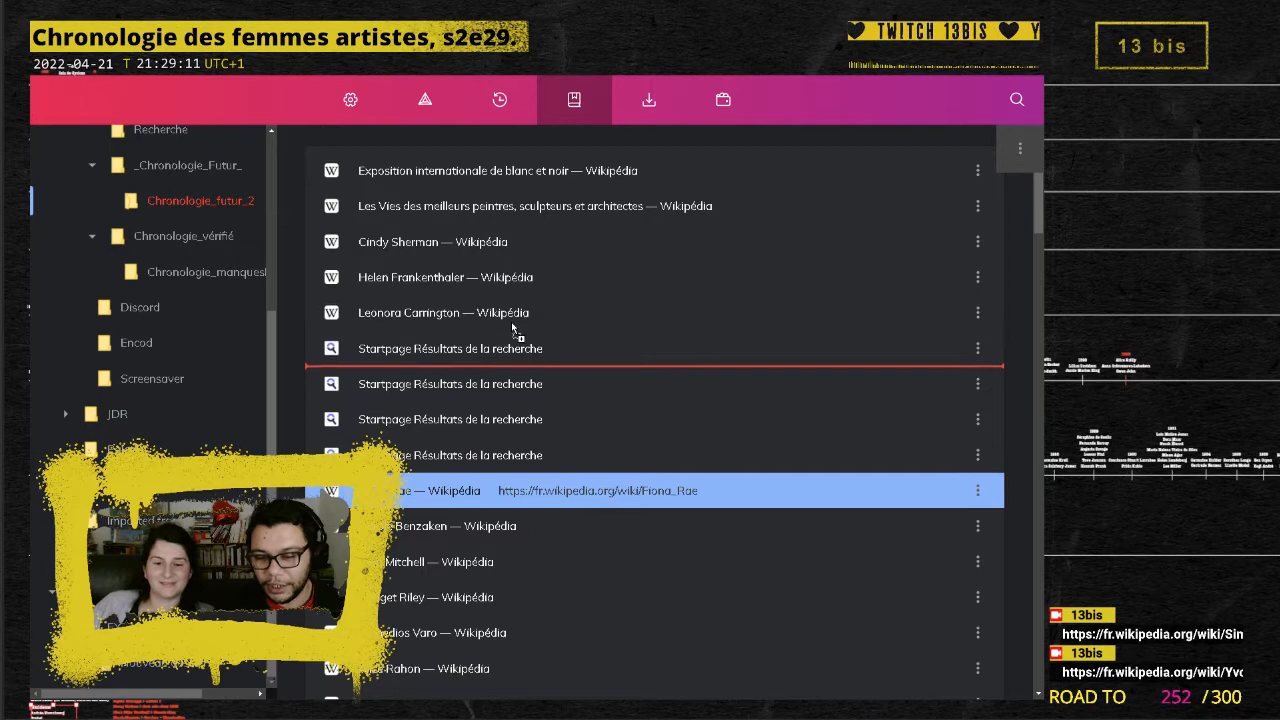 Chronologie des femmes artistes, s2e29
TWITCH 13BIS
13 bis
2022-04-21 T 21:29:11 UTC+1
Recherche
_Chronologie_Futur_
Chronologie_futur_2
Chronologie_vérifié
Chronologie_manques
Discord
Encod
Screensaver
JDR
Exposition internationale de blanc et noir — Wikipédia
Les Vies des meilleurs peintres, sculpteurs et architectes — Wikipédia
Cindy Sherman — Wikipédia
Helen Frankenthaler — Wikipédia
Leonora Carrington — Wikipédia
Startpage Résultats de la recherche
Startpage Résultats de la recherche
Startpage Résultats de la recherche
Résultats de la recherche
— Wikipédia https://fr.wikipedia.org/wiki/Fiona_Rae
Benzaken — Wikipédia
Mitchell — Wikipédia
Riley — Wikipédia
Varo — Wikipédia
Rahon — Wikipédia
13bis
https://fr.wikipedia.org/wiki/Sin
13bis
https://fr.wikipedia.org/wiki/Yvo
ROAD TO 252 /300